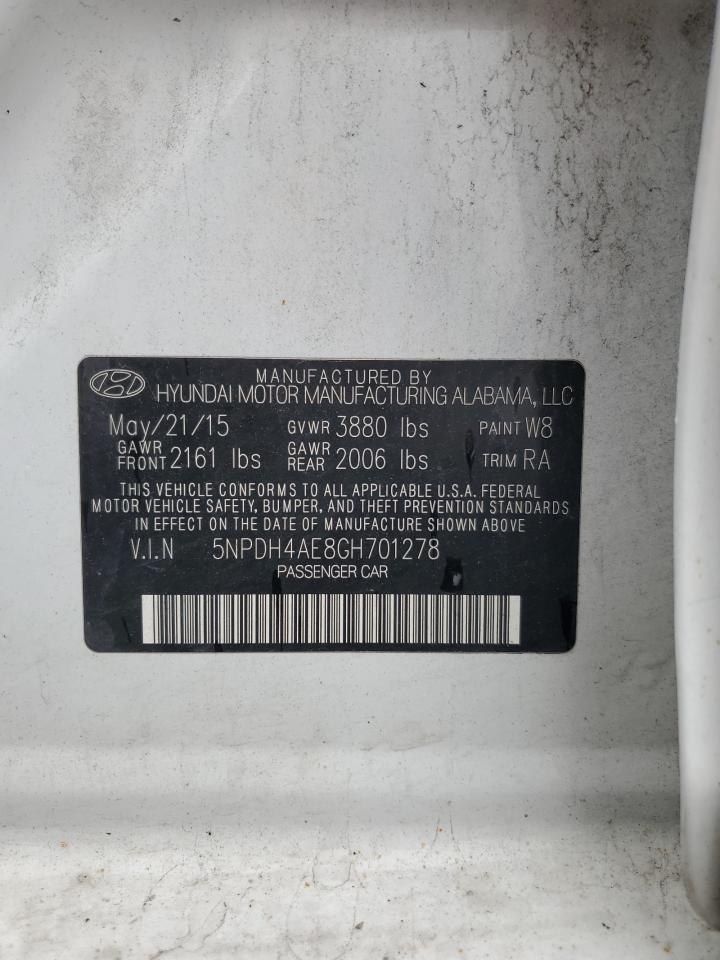 MANUFACTURED BY
HYUNDAI MOTOR MANUFACTURING ALABAMA, LLC
May/21/15 GVWR 3880 lbs PAINT W8
GAWR FRONT 2161 lbs GAWR REAR 2006 lbs TRIM RA
THIS VEHICLE CONFORMS TO ALL APPLICABLE U.S.A. FEDERAL
MOTOR VEHICLE SAFETY, BUMPER, AND THEFT PREVENTION STANDARDS
IN EFFECT ON THE DATE OF MANUFACTURE SHOWN ABOVE.
V.I.N 5NPDH4AE8GH701278
PASSENGER CAR